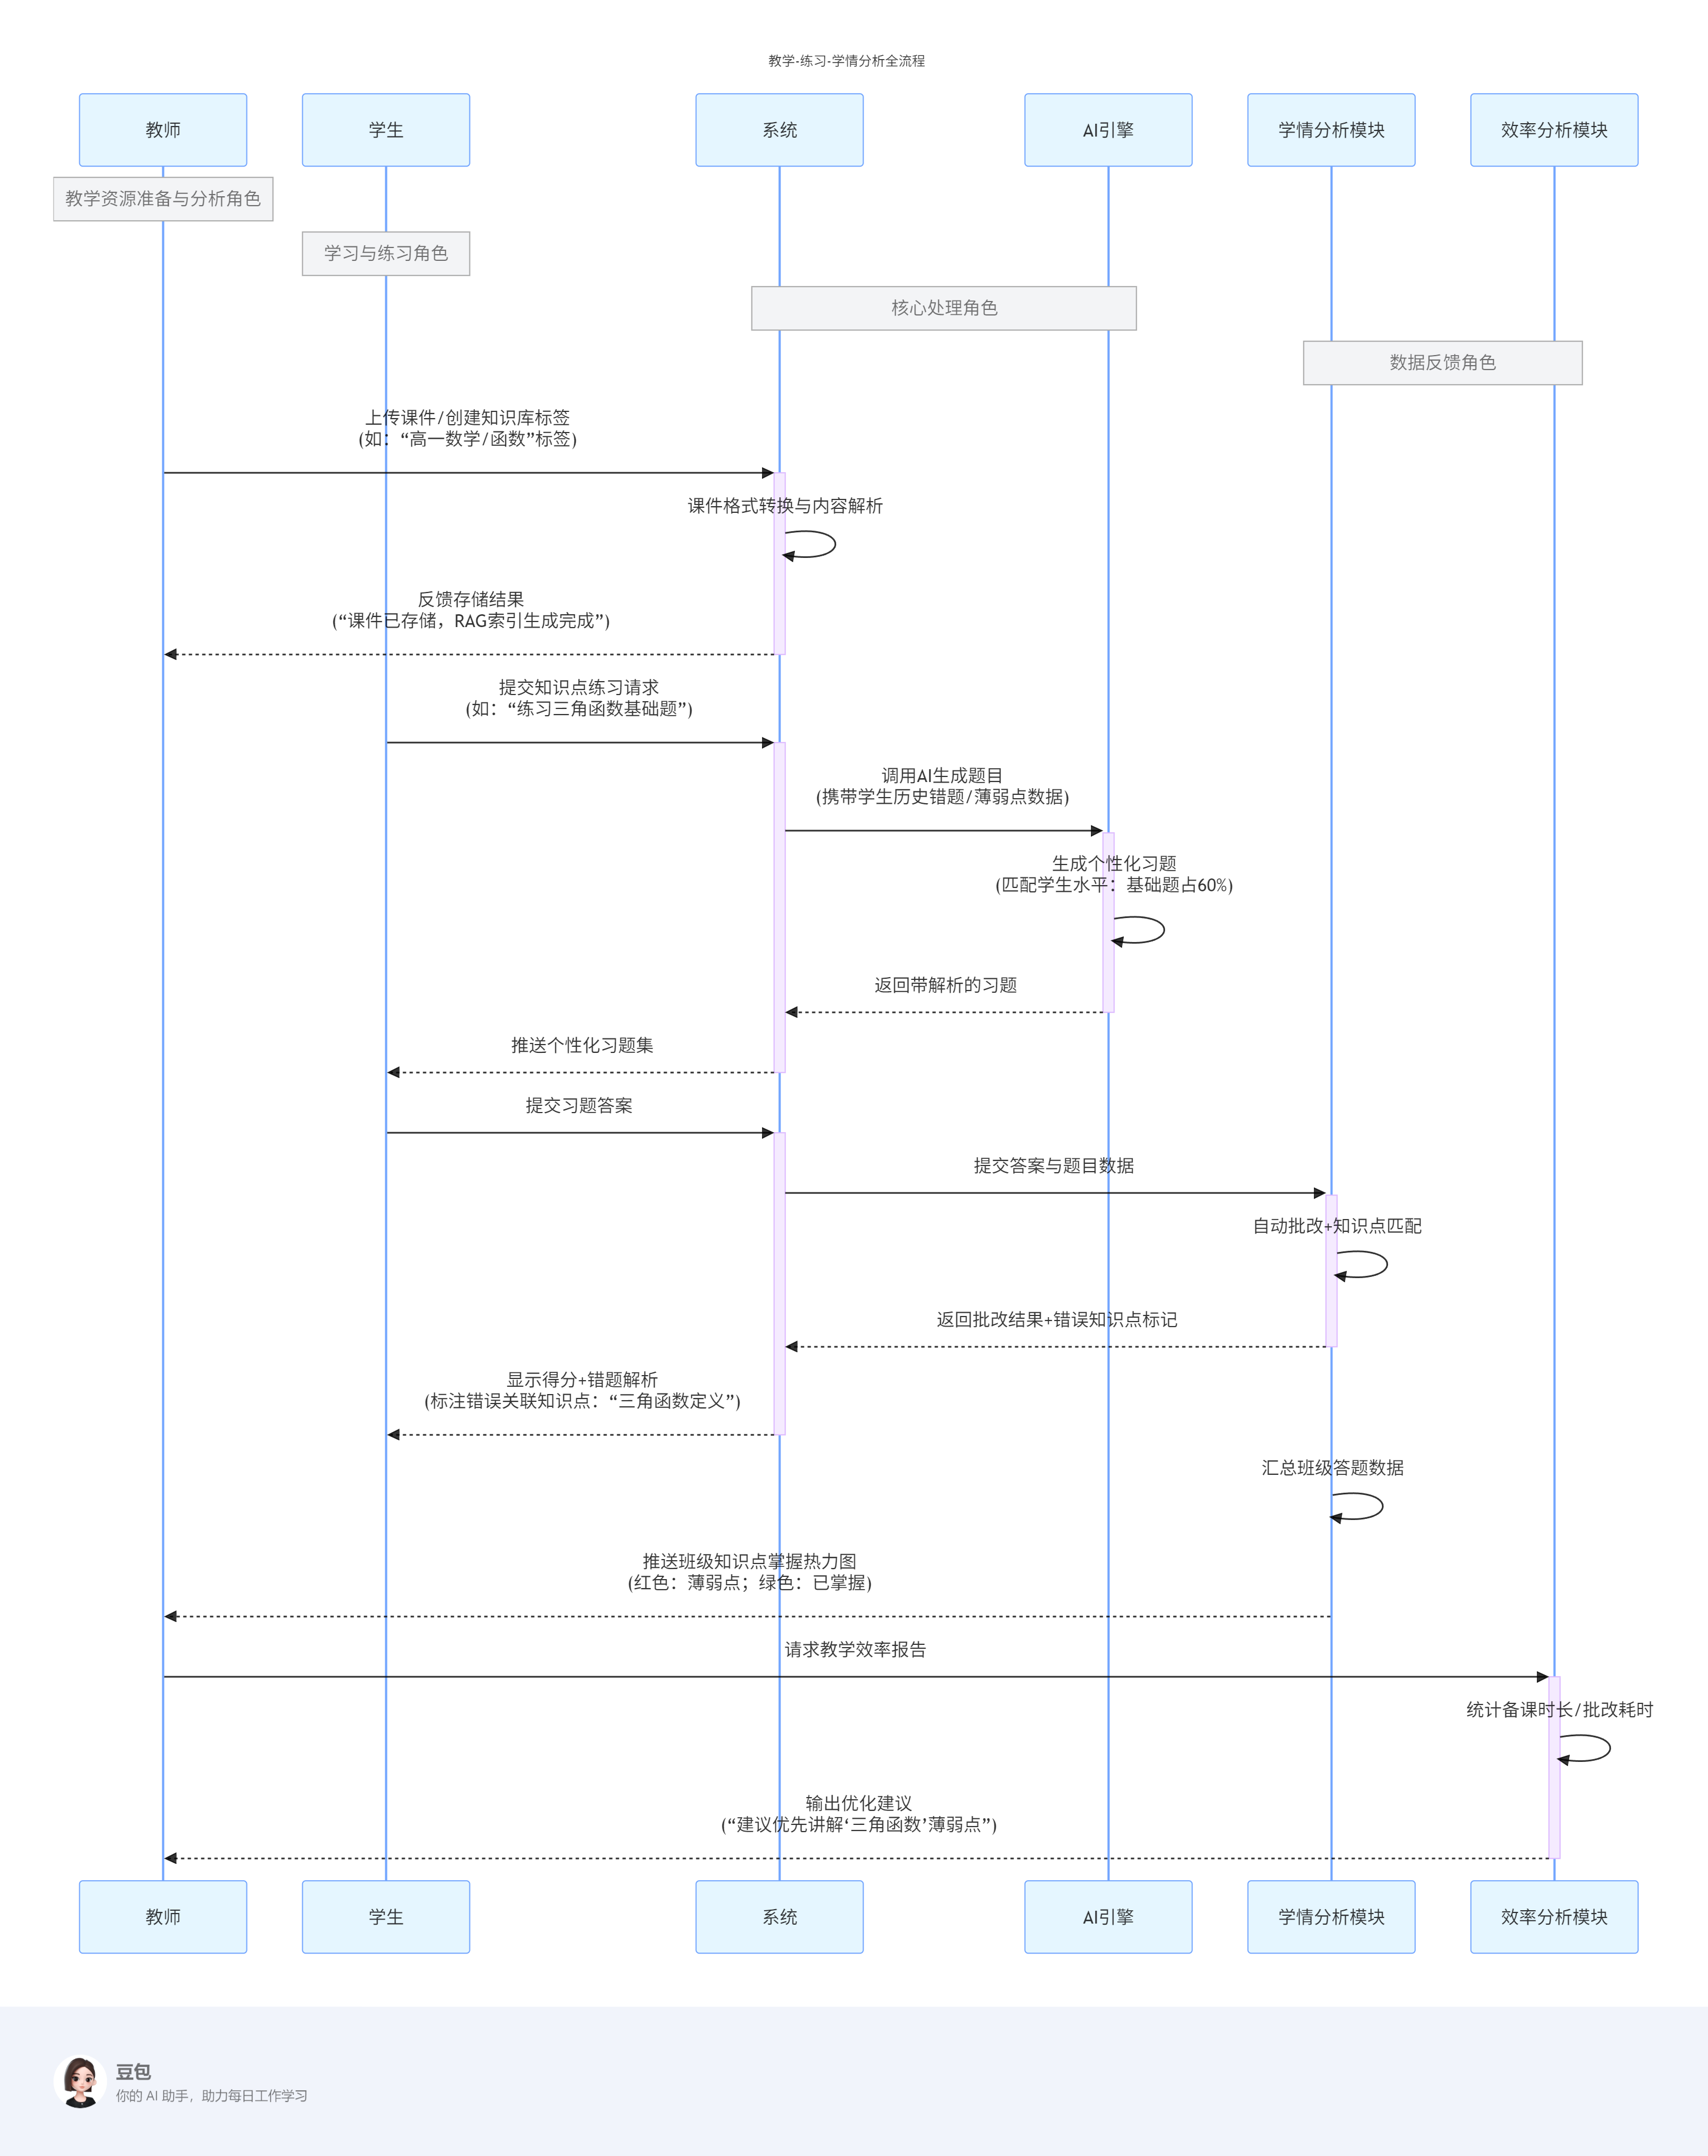 教学-练习-学情分析全流程
教师
学生
系统
AI引擎
学情分析模块
效率分析模块
教学资源准备与分析角色
学习与练习角色
核心处理角色
数据反馈角色
上传课件/创建知识库标签
(如：“高一数学/函数”标签)
课件格式转换与内容解析
反馈存储结果
(“课件已存储，RAG索引生成完成”)
提交知识点练习请求
(如：“练习三角函数基础题”)
调用AI生成题目
(携带学生历史错题/薄弱点数据)
生成个性化习题
(匹配学生水平：基础题占60%)
返回带解析的习题
推送个性化习题集
提交习题答案
提交答案与题目数据
自动批改+知识点匹配
返回批改结果+错误知识点标记
显示得分+错题解析
(标注错误关联知识点：“三角函数定义”)
汇总班级答题数据
推送班级知识点掌握热力图
(红色：薄弱点；绿色：已掌握)
请求教学效率报告
统计备课时长/批改耗时
输出优化建议
(“建议优先讲解‘三角函数’薄弱点”)
教师
学生
系统
AI引擎
学情分析模块
效率分析模块
豆包
你的 AI 助手，助力每日工作学习